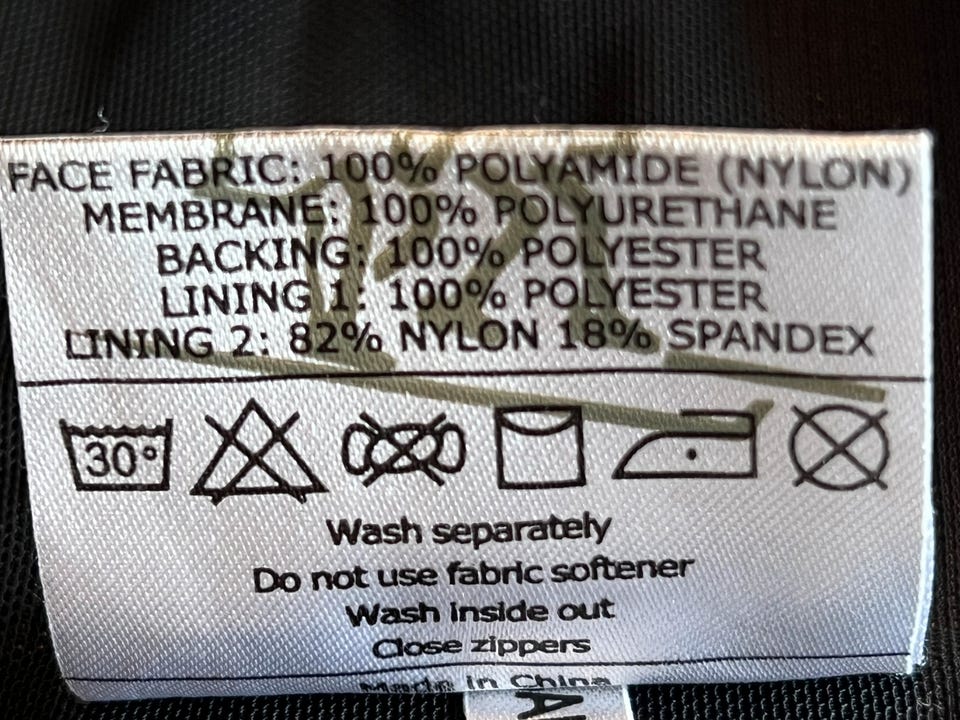 FACE FABRIC: 100% POLYAMIDE (NYLON)
MEMBRANE: 100% POLYURETHANE
BACKING: 100% POLYESTER
LINING 1: 100% POLYESTER
LINING 2: 82% NYLON 18% SPANDEX
30°
Wash separately
Do not use fabric softener
Wash inside out
Close zippers
Made in China